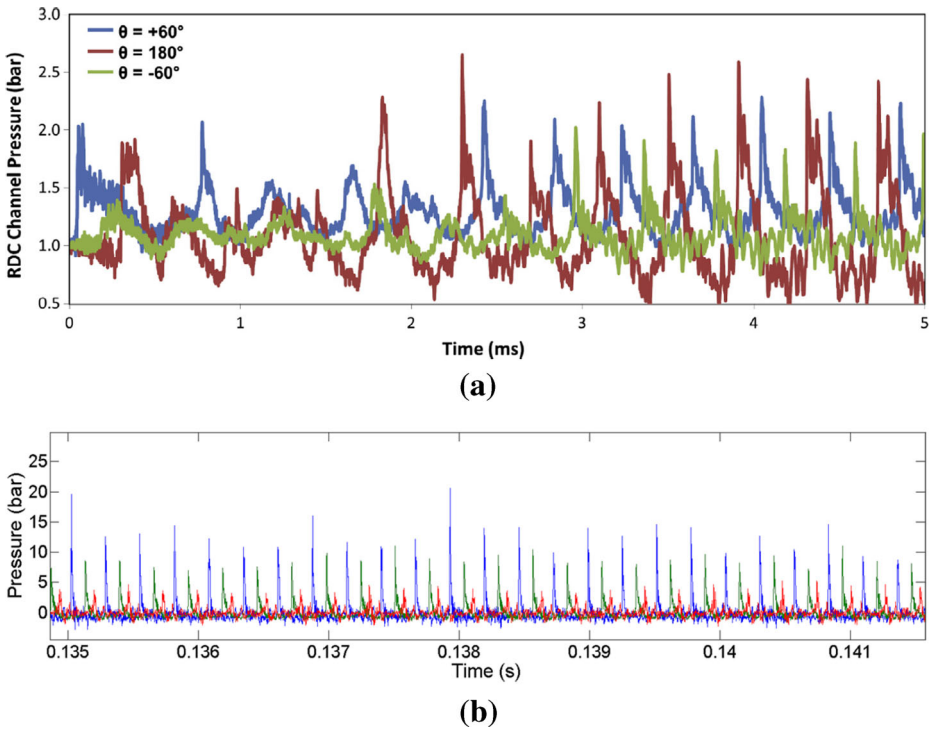 (a)
3.0
2.5
2.0
1.5
1.0
0.5
RDC Channel Pressure (bar)
θ = +60°
θ = 180°
θ = -60°
0 1 2 3 4 5
Time (ms)
(a)
25
20
15
10
5
0
Pressure (bar)
0.135 0.136 0.137 0.138 0.139 0.14 0.141
Time (s)
(b)